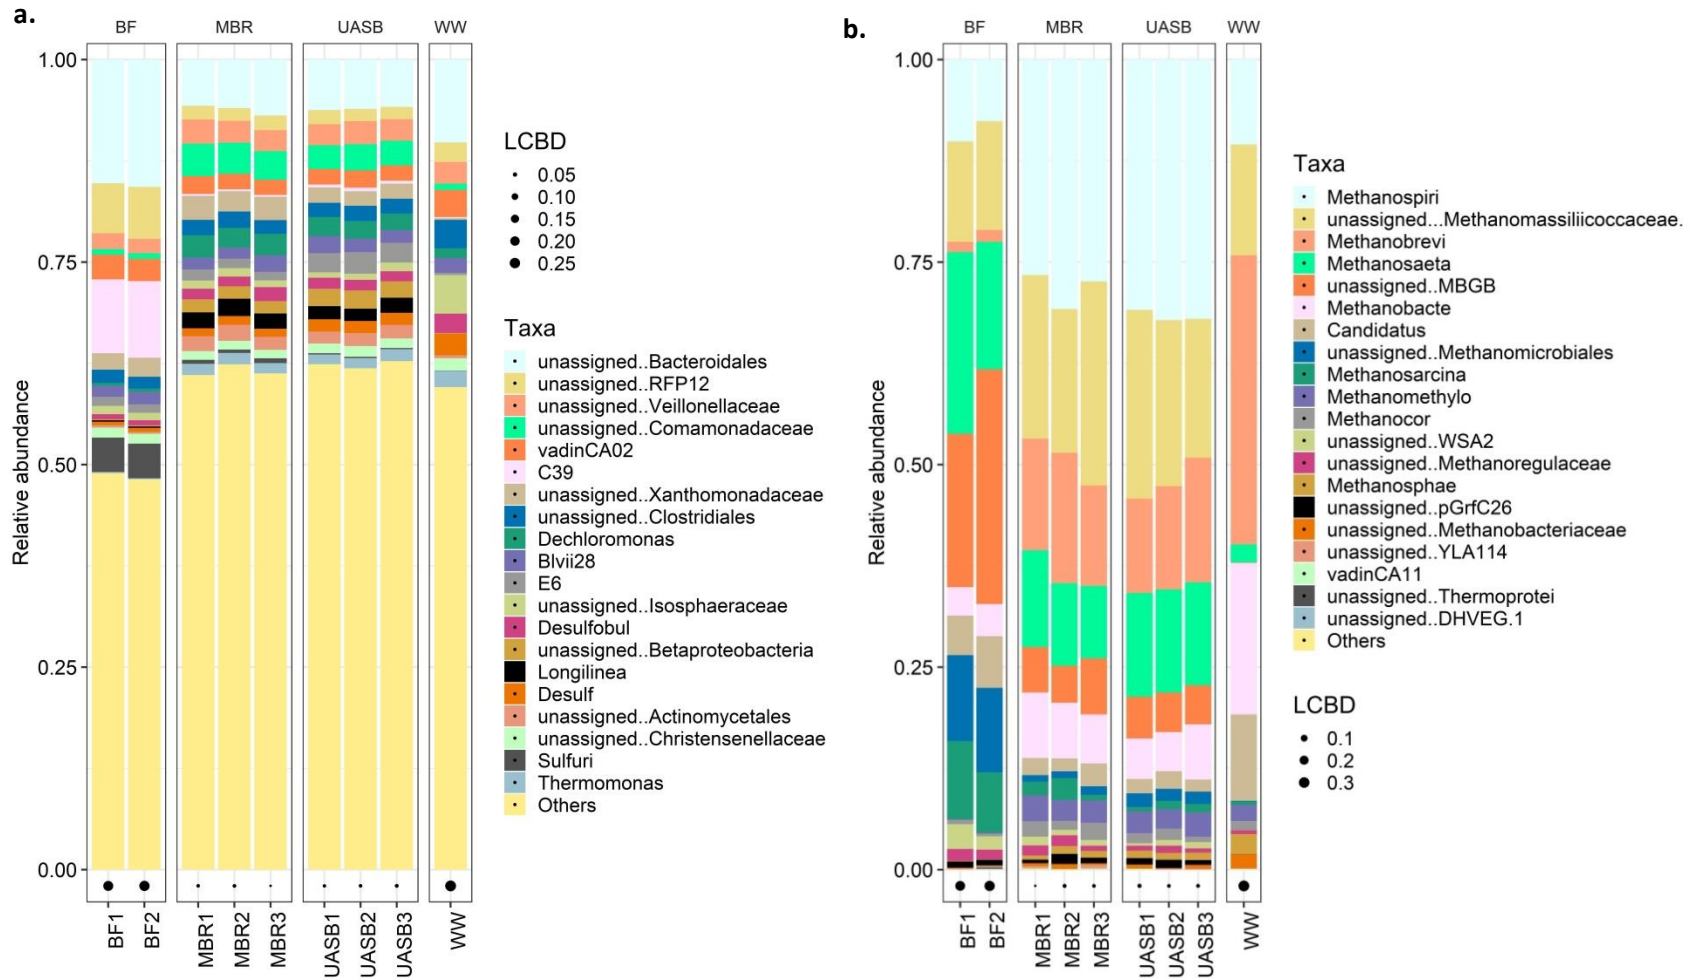 a.
BF MBR UASB WW
1.00
0.75
0.50
0.25
0.00
Relative abundance
BF1 BF2 MBR1 MBR2 MBR3 UASB1 UASB2 UASB3 WW
LCBD
0.05
0.10
0.15
0.20
0.25
Taxa
unassigned..Bacteroidales
unassigned..RFP12
unassigned..Veillonellaceae
unassigned..Comamonadaceae
vadinCA02
C39
unassigned..Xanthomonadaceae
unassigned..Clostridiales
Dechloromonas
Blvii28
E6
unassigned..Isosphaeraceae
Desulfobul
unassigned..Betaproteobacteria
Longilinea
Desulf
unassigned..Actinomycetales
unassigned..Christensenellaceae
Sulfuri
Thermomonas
Others
b.
BF MBR UASB WW
1.00
0.75
0.50
0.25
0.00
Relative abundance
BF1 BF2 MBR1 MBR2 MBR3 UASB1 UASB2 UASB3 WW
Taxa
Methanospiri
unassigned...Methanomassiliicoccaceae.
Methanobrevi
Methanosaeta
unassigned..MBGB
Methanobacte
Candidatus
unassigned..Methanomicrobiales
Methanosarcina
Methanomethylo
Methanocor
unassigned..WSA2
unassigned..Methanoregulaceae
Methanosphae
unassigned..pGrfC26
unassigned..Methanobacteriaceae
unassigned..YLA114
vadinCA11
unassigned..Thermoprotei
unassigned..DHVEG.1
Others
LCBD
0.1
0.2
0.3